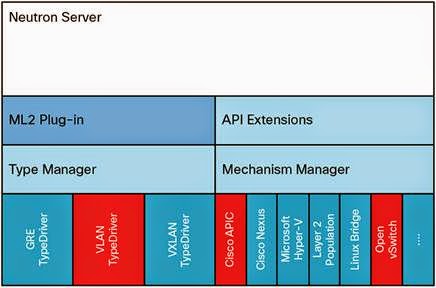 Neutron Server
ML2 Plug-in
API Extensions
Type Manager
Mechanism Manager
GRE
TypeDriver
VLAN
TypeDriver
VXLAN
TypeDriver
Cisco APIC
Cisco Nexus
Microsoft
Hyper-V
Layer 2
Population
Linux Bridge
Open
vSwitch
....